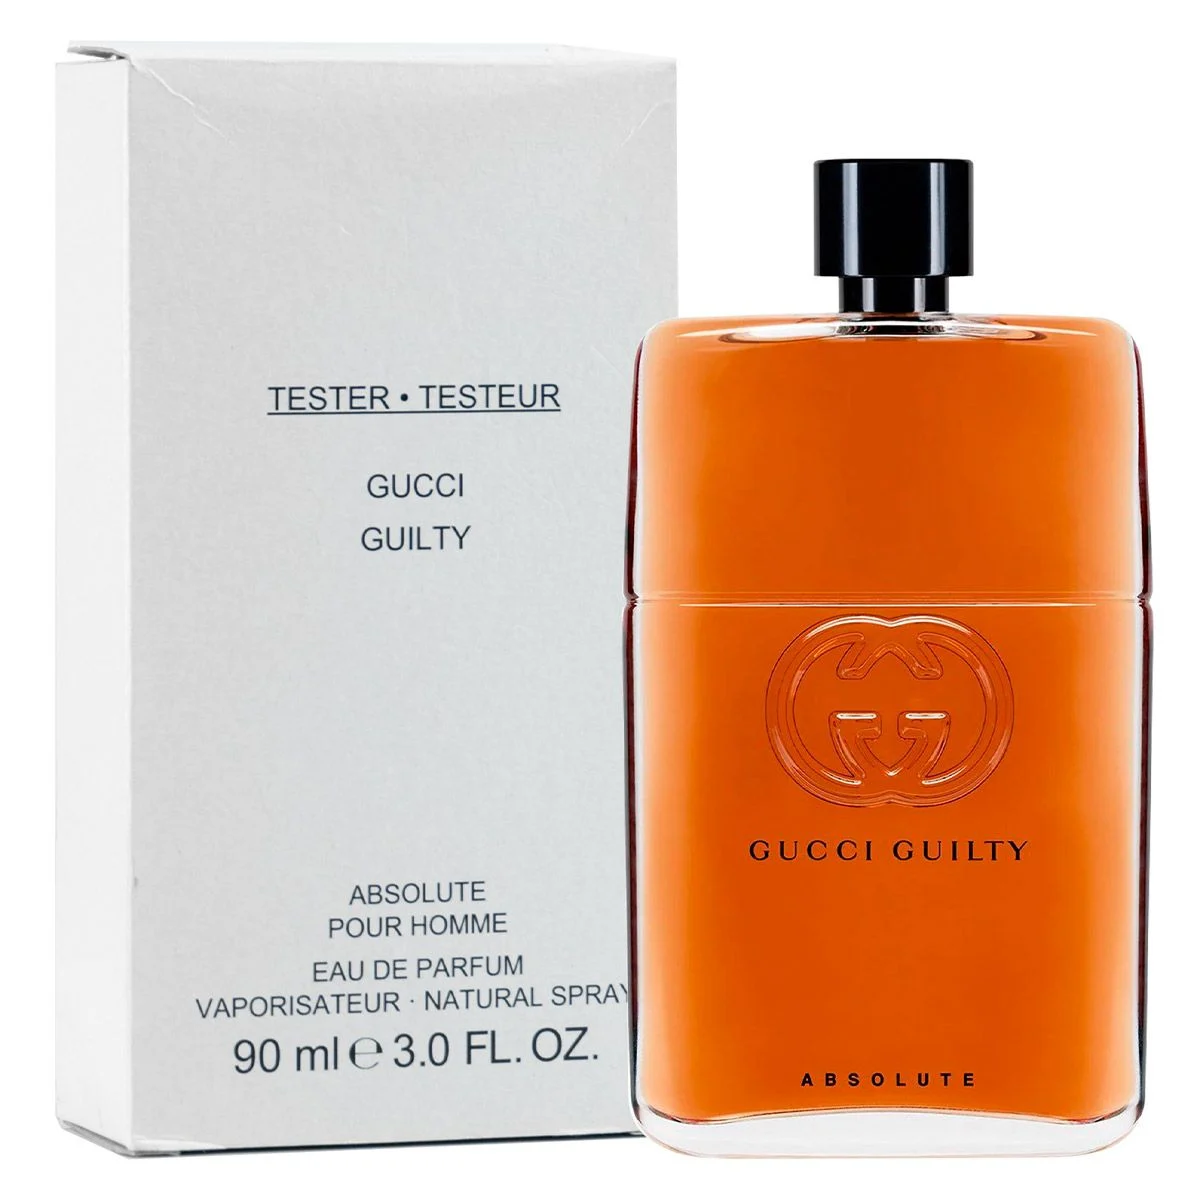 TESTER • TESTEUR
GUCCI
GUILTY
ABSOLUTE
POUR HOMME
EAU DE PARFUM
VAPORISATEUR · NATURAL SPRAY
90 ml ℮ 3.0 FL. OZ.
GUCCI GUILTY
ABSOLUTE